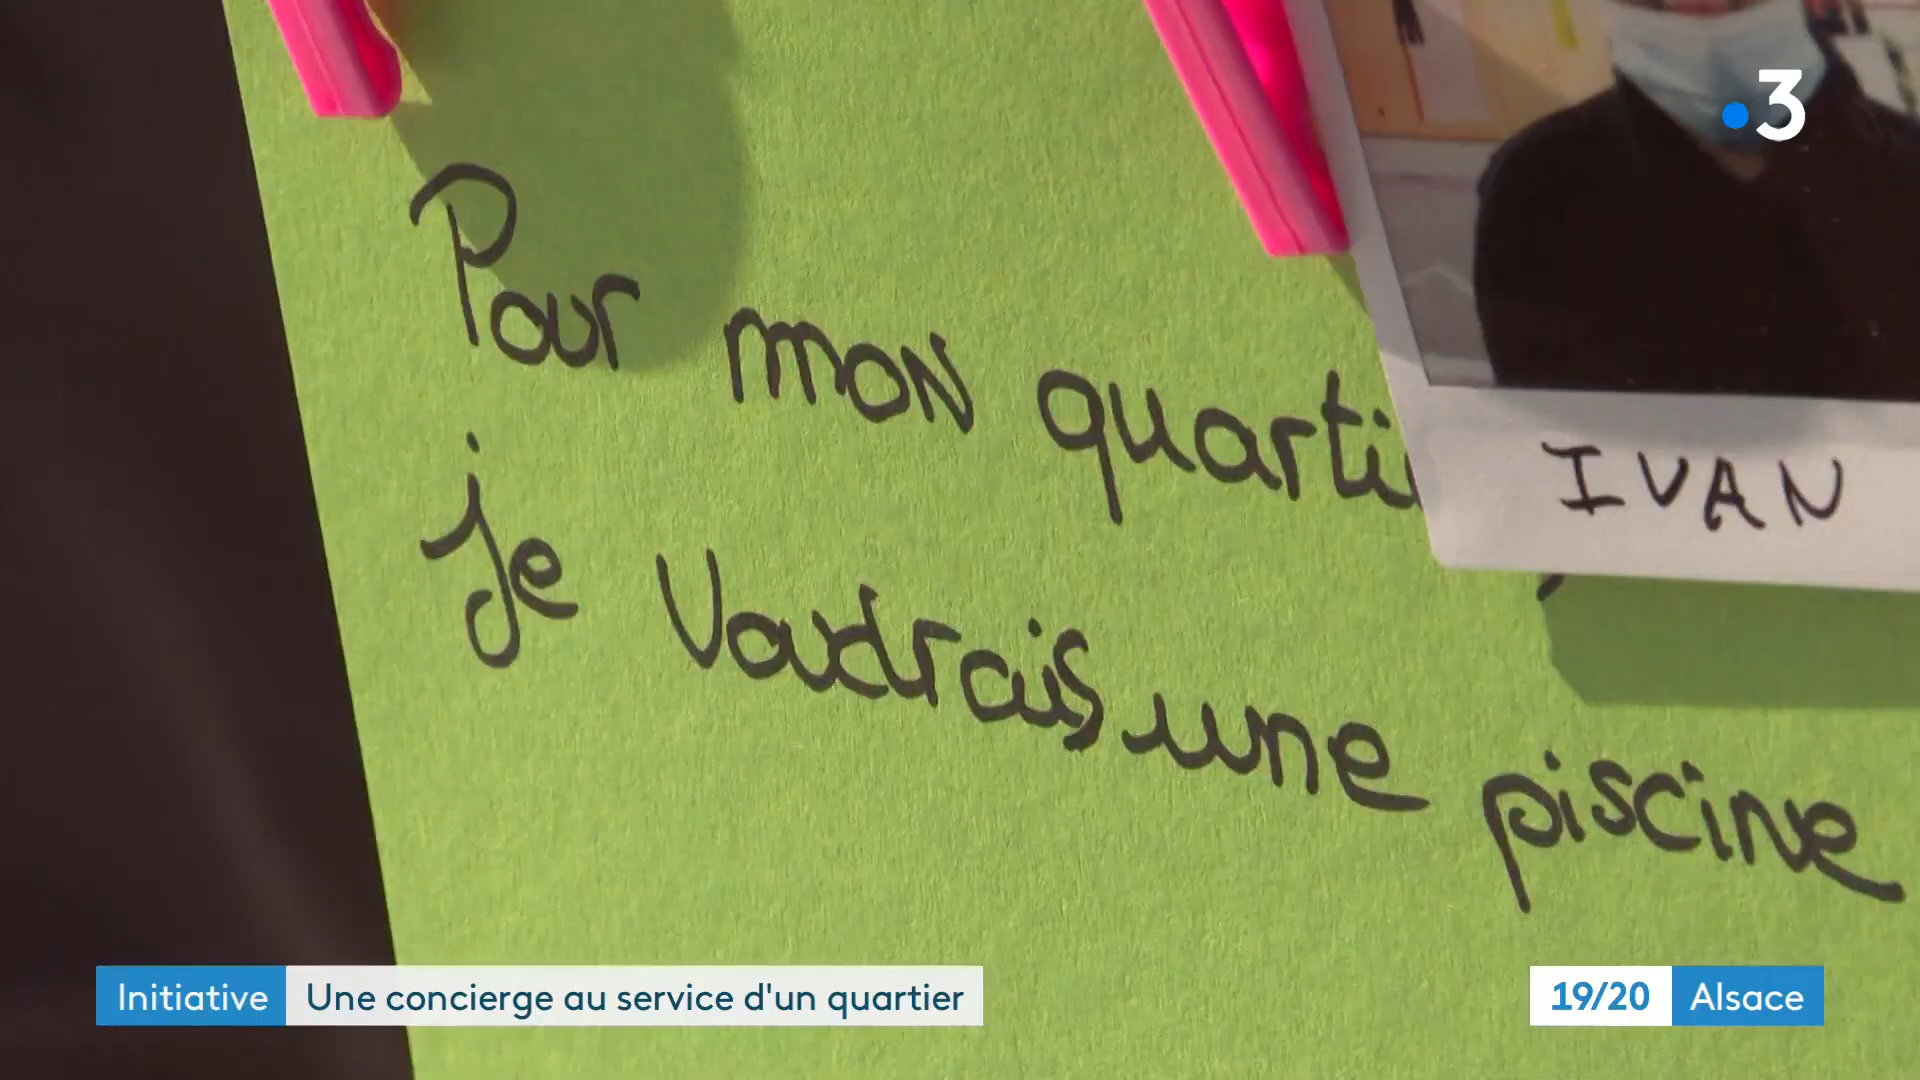 3
Pour mon quarti
IVAN
je voudrais une piscine
Initiative Une concierge au service d'un quartier
19/20 Alsace